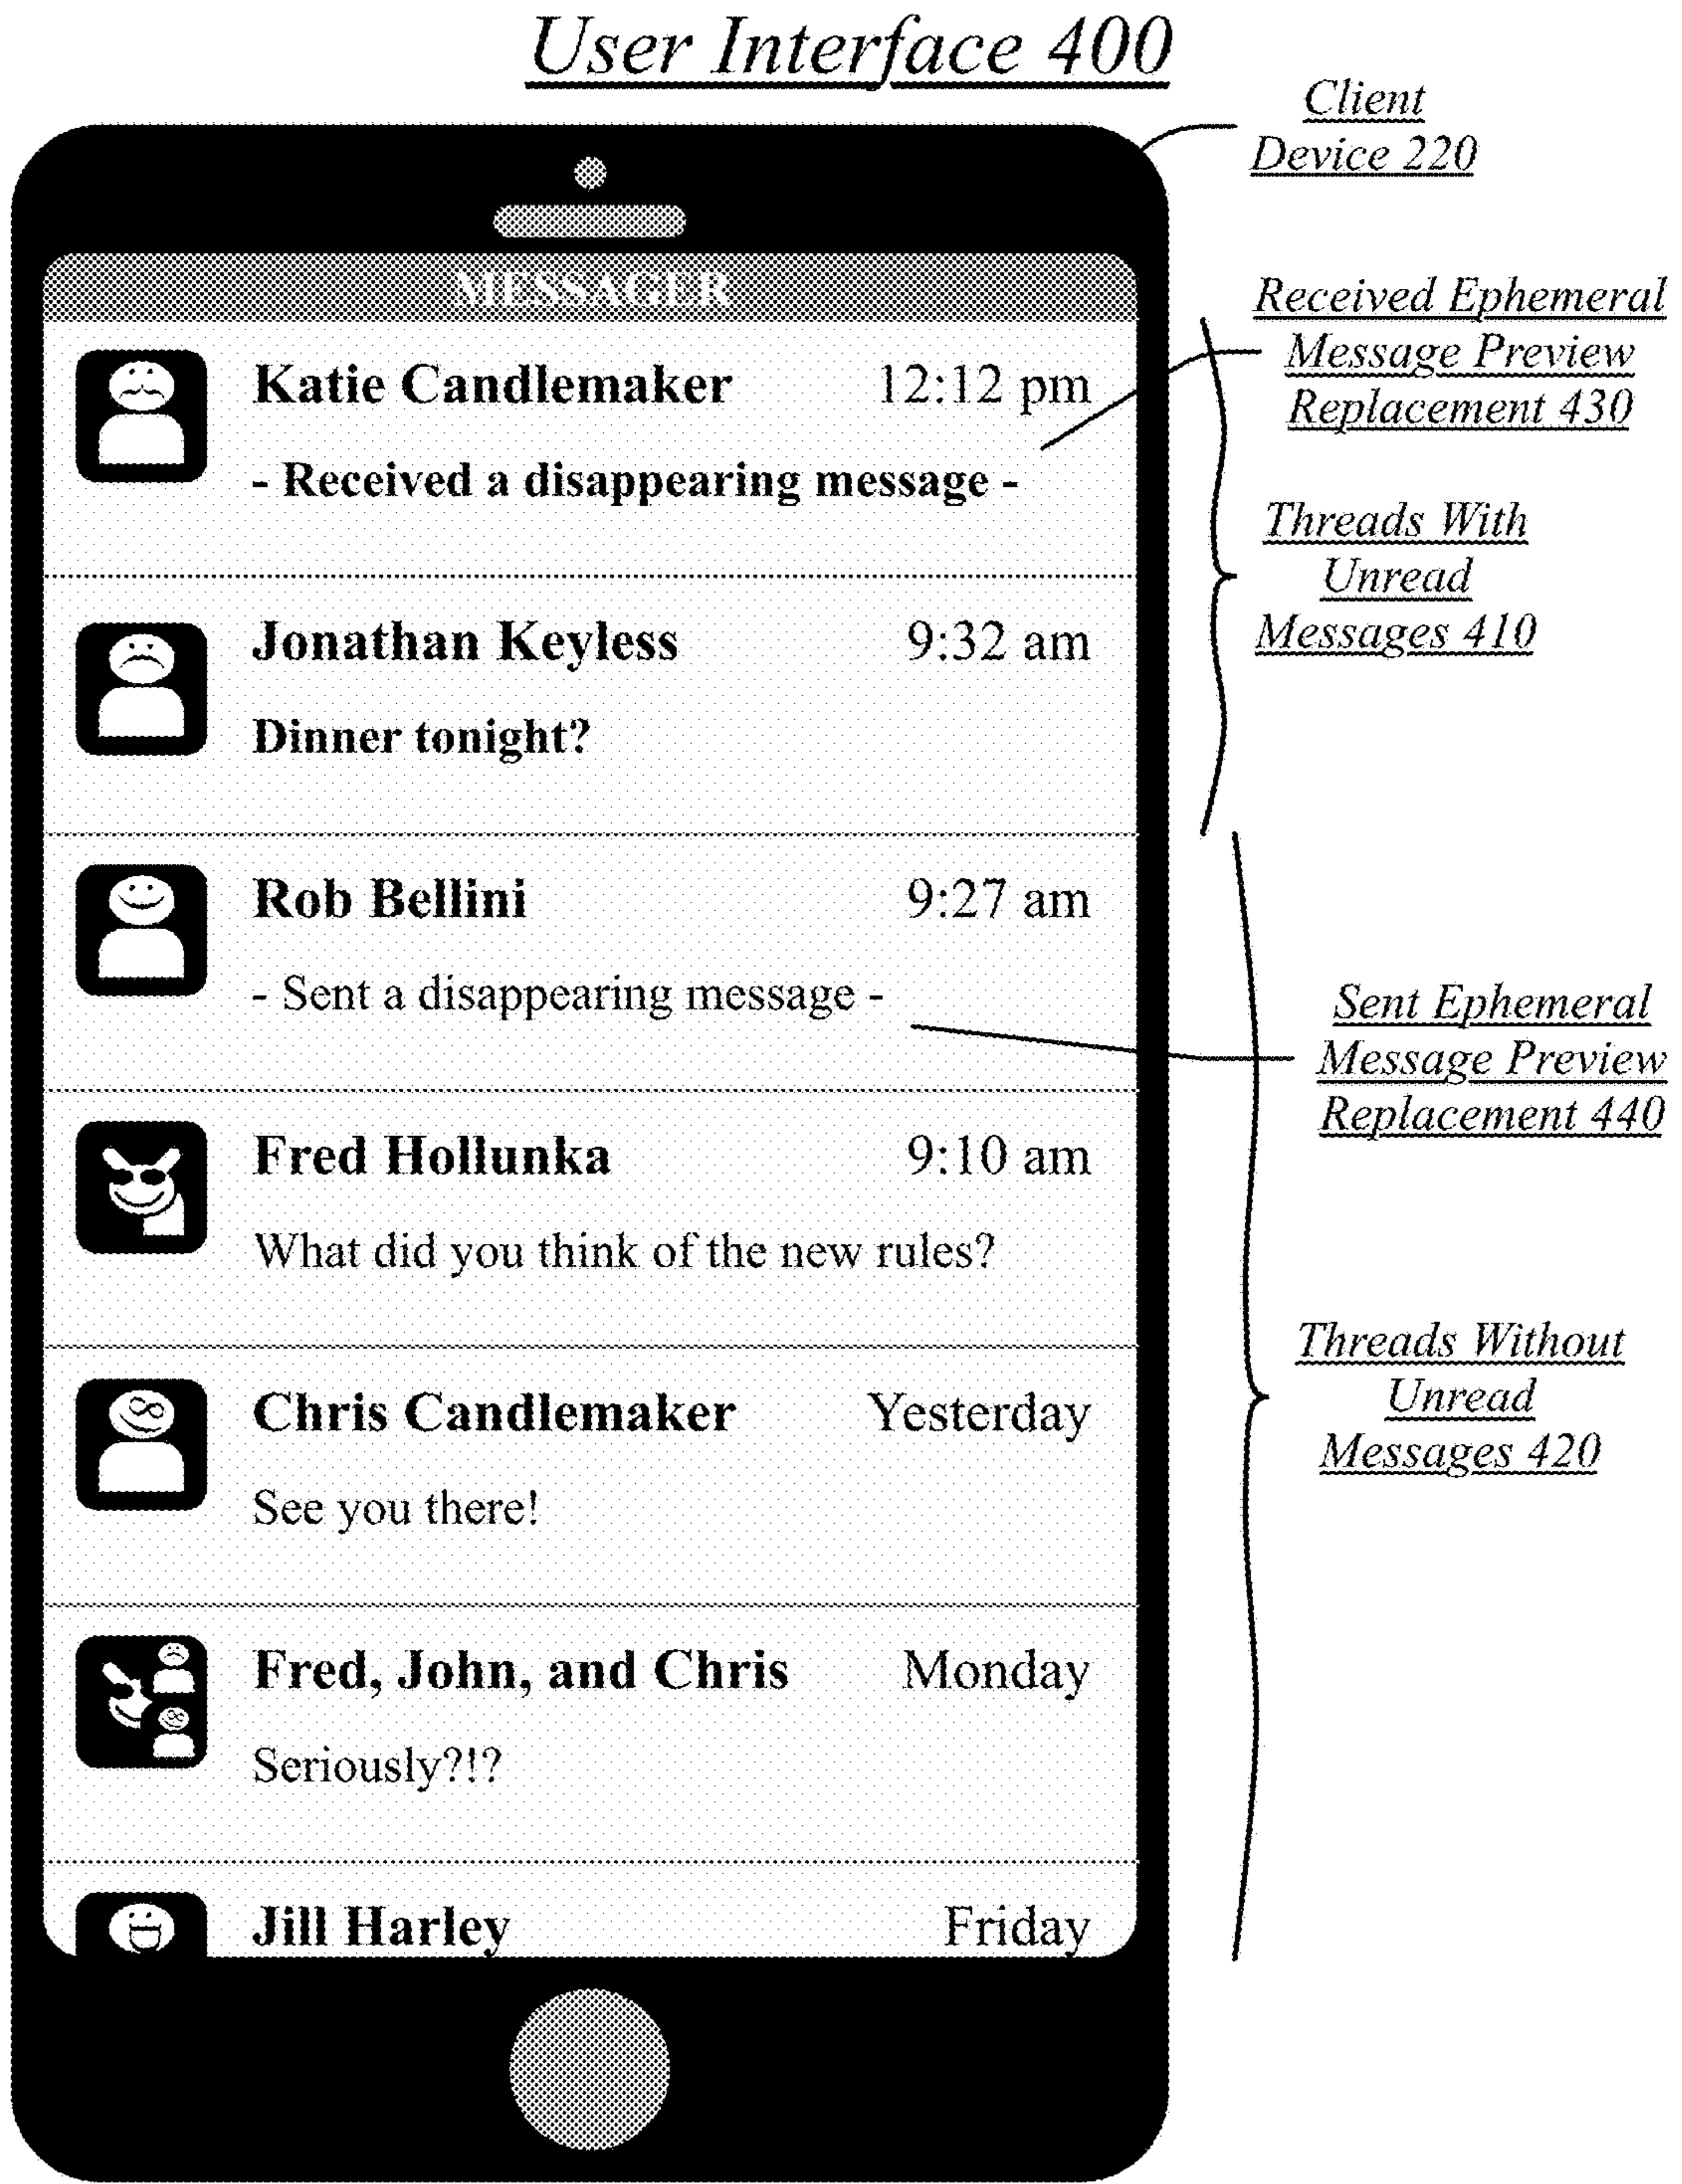 User Interface 400
Client
Device 220
MESSAGER
Katie Candlemaker 12:12 pm
- Received a disappearing message -
Received Ephemeral
Message Preview
Replacement 430
Threads With
Unread
Messages 410
Jonathan Keyless 9:32 am
Dinner tonight?
Rob Bellini 9:27 am
- Sent a disappearing message -
Sent Ephemeral
Message Preview
Replacement 440
Fred Hollunka 9:10 am
What did you think of the new rules?
Threads Without
Unread
Messages 420
Chris Candlemaker Yesterday
See you there!
Fred, John, and Chris Monday
Seriously?!?
Jill Harley Friday